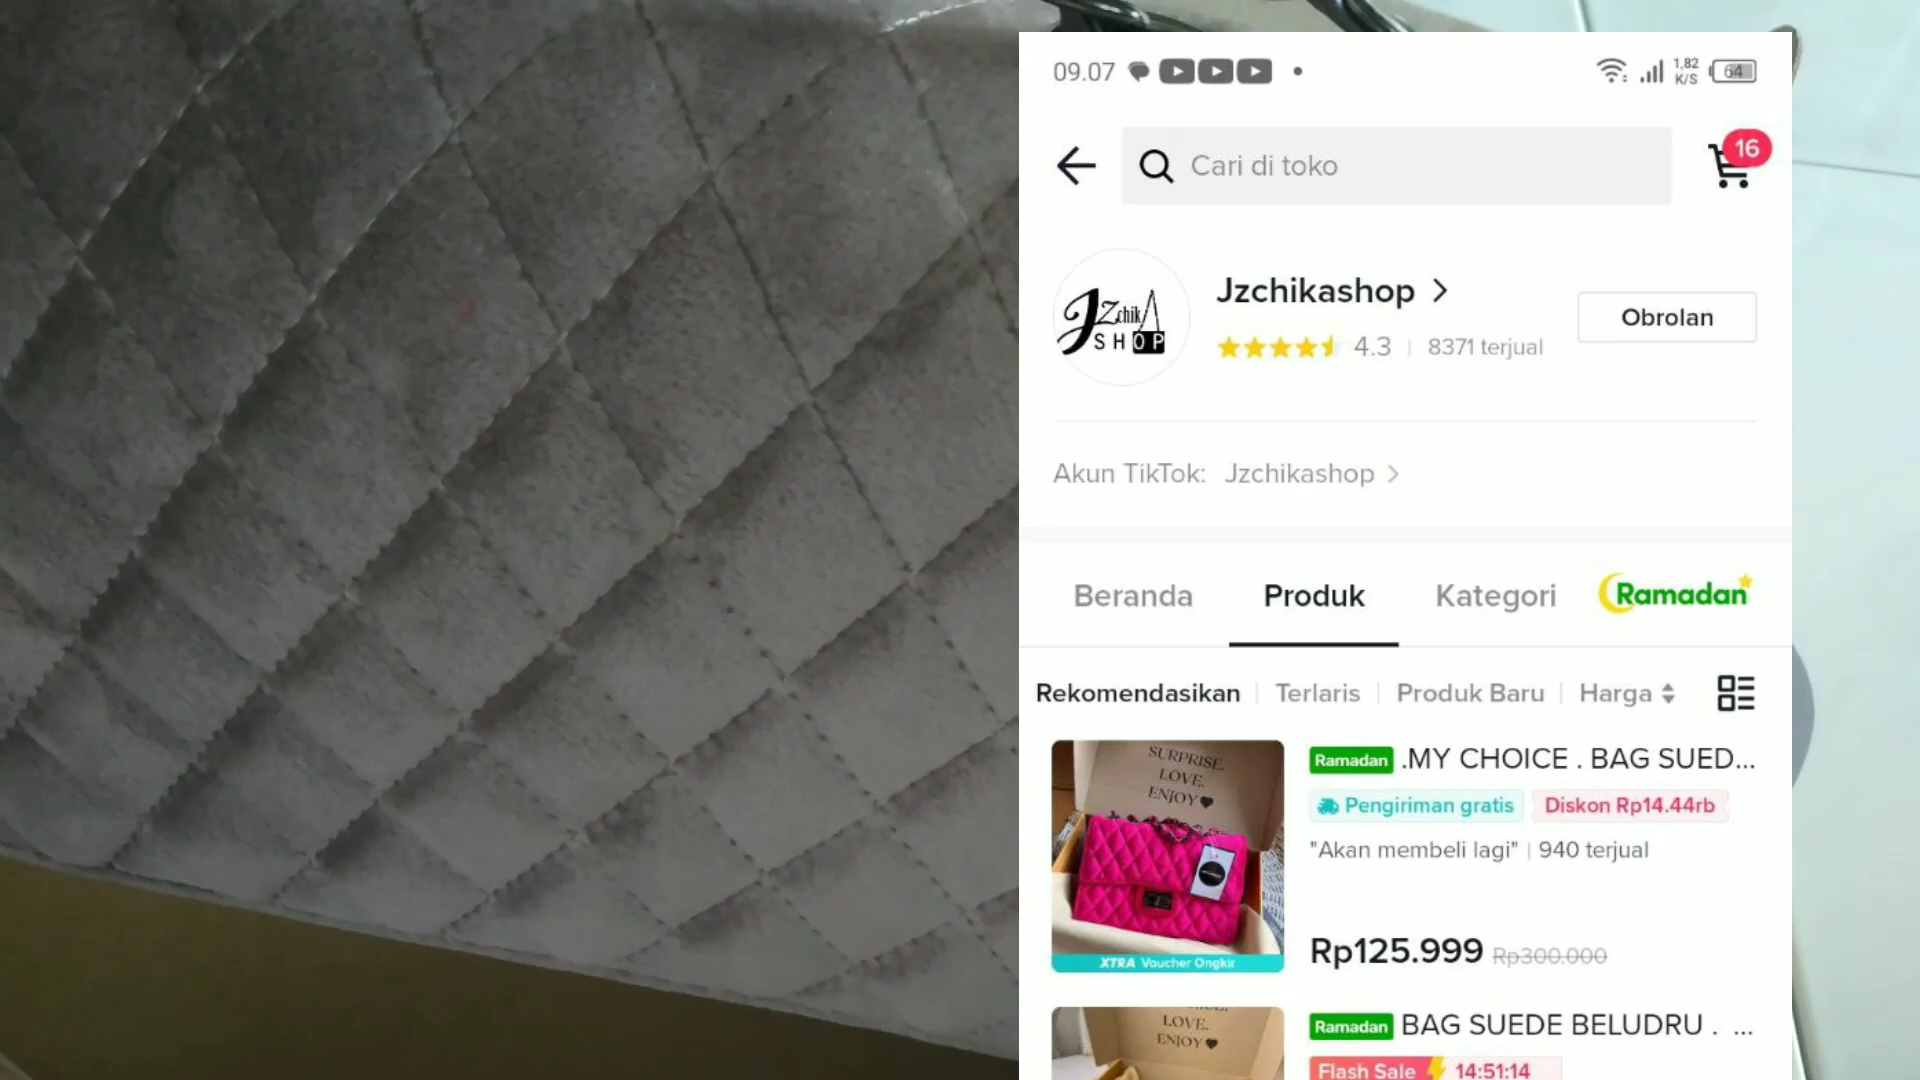 09.07
1,82
K/S
64
Cari di toko
16
JZchikA
SHOP
Jzchikashop
4.3 | 8371 terjual
Obrolan
Akun TikTok: Jzchikashop
Beranda
Produk
Kategori
Ramadan
Rekomendasikan | Terlaris | Produk Baru | Harga
SURPRISE.
LOVE.
ENJOY
XTRA Voucher Ongkir
Ramadan .MY CHOICE . BAG SUED...
Pengiriman gratis Diskon Rp14.44rb
"Akan membeli lagi" | 940 terjual
Rp125.999 Rp300.000
LOVE.
ENJOY
Ramadan BAG SUEDE BELUDRU . ...
Flash Sale 14:51:14